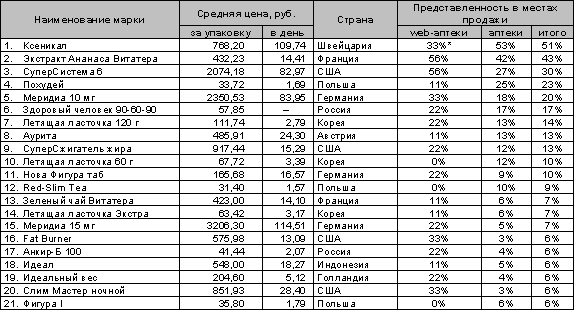 Наименование марки Средняя цена, руб. Страна Представленность в местах продажи
за упаковку в день web-аптеки аптеки итого
1. Ксеникал 768,20 109,74 Швейцария 33%* 53% 51%
2. Экстракт Ананаса Витатера 432,23 14,41 Франция 56% 42% 43%
3. СуперСистема6 2074,18 82,97 США 56% 27% 30%
4. Похудей 33,72 1,69 Польша 11% 25% 23%
5. Меридиа 10 мг 2350,53 83,95 Германия 33% 18% 20%
6. Здоровый человек 90-60-90 57,85 – Россия 22% 17% 17%
7. Летящая ласточка 120 г 111,74 2,79 Корея 22% 13% 14%
8. Аурита 485,91 24,30 Австрия 11% 13% 13%
9. СуперСжигатель жира 917,44 15,29 США 22% 12% 13%
10. Летящая ласточка 60 г 67,72 3,39 Корея 0% 12% 10%
11. Нова Фигура таб 165,68 16,57 Германия 22% 9% 10%
12. Red-Slim Tea 31,40 1,57 Польша 0% 10% 9%
13. Зеленый чай Витатера 423,00 14,10 Франция 11% 6% 7%
14. Летящая ласточка Экстра 63,42 3,17 Корея 11% 6% 7%
15. Меридиа 15 мг 3206,30 114,51 Германия 22% 5% 7%
16. Fat Burner 575,98 13,09 США 33% 3% 6%
17. Анкир-Б 100 41,44 2,07 Россия 22% 4% 6%
18. Идеал 548,00 18,27 Индонезия 11% 5% 6%
19. Идеальный вес 204,60 5,12 Голландия 22% 4% 6%
20. Слим Мастер ночной 851,93 28,40 США 33% 3% 6%
21. Фигура I 35,80 1,79 Польша 0% 6% 6%